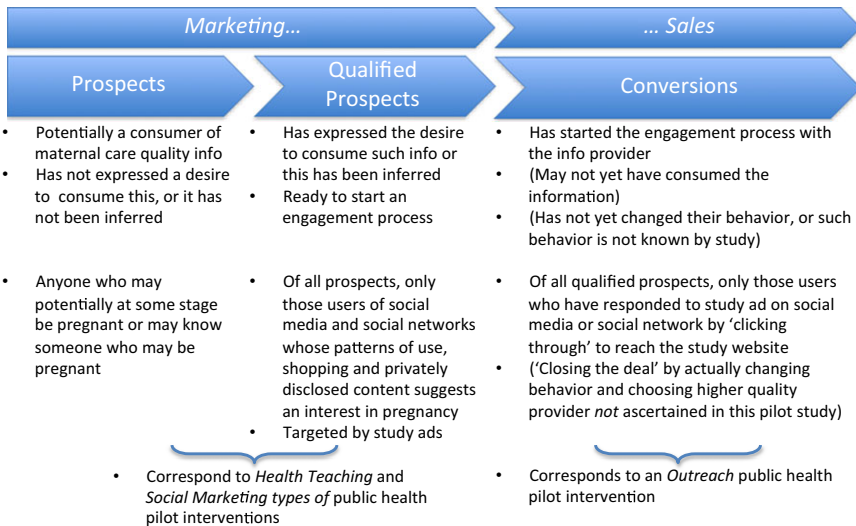 Marketing…
… Sales
Prospects
Qualified
Prospects
Conversions
• Potentially a consumer of
maternal care quality info
• Has not expressed a desire
to consume this, or it has
not been inferred
• Has expressed the desire
to consume such info or
this has been inferred
• Ready to start an
engagement process
• Has started the engagement process with
the info provider
• (May not yet have consumed the
information)
• (Has not yet changed their behavior, or such
behavior is not known by study)
• Anyone who may
potentially at some stage
be pregnant or may know
someone who may be
pregnant
• Of all prospects, only
those users of social
media and social networks
whose patterns of use,
shopping and privately
disclosed content suggests
an interest in pregnancy
• Targeted by study ads
• Of all qualified prospects, only those users
who have responded to study ad on social
media or social network by ‘clicking
through’ to reach the study website
• (‘Closing the deal’ by actually changing
behavior and choosing higher quality
provider not ascertained in this pilot study)
• Correspond to Health Teaching and
Social Marketing types of public health
pilot interventions
• Corresponds to an Outreach public health
pilot intervention